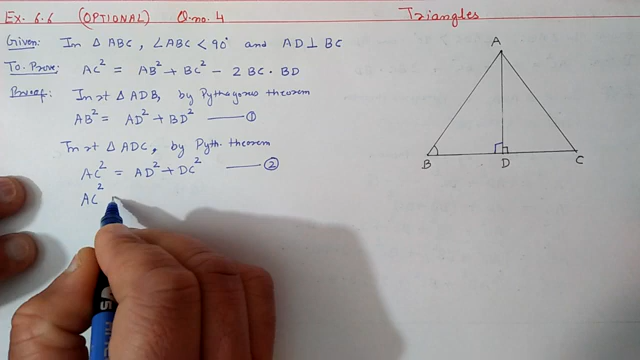 Ex. 6.6 (OPTIONAL) Q.no. 4
Triangles
Given: In △ ABC, ∠ABC < 90° and AD ⊥ BC
To Prove: AC² = AB² + BC² - 2 BC · BD
Proof: In rt △ ADB, by Pythagorus theorem
AB² = AD² + BD² —— ①
In rt △ ADC, by Pyth. theorem
AC² = AD² + DC² —— ②
AC²
A
B
D
C